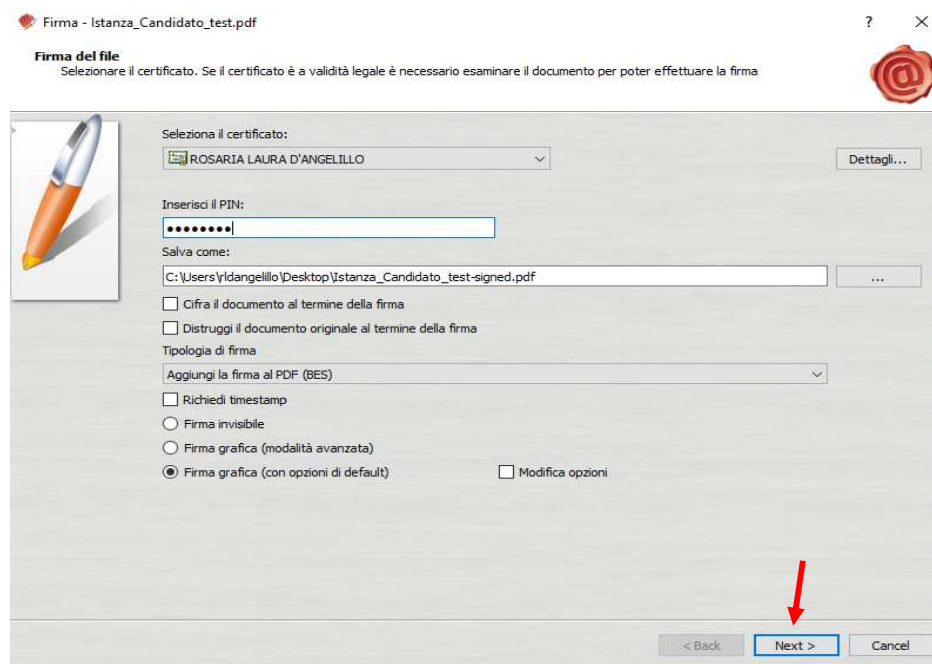 Firma - Istanza_Candidato_test.pdf
?
Firma del file
Selezionare il certificato. Se il certificato è a validità legale è necessario esaminare il documento per poter effettuare la firma
Seleziona il certificato:
ROSARIA LAURA D'ANGELILLO
Dettagli...
Inserisci il PIN:
Salva come:
C:\Users\rldangelillo\Desktop\Istanza_Candidato_test-signed.pdf
...
Cifra il documento al termine della firma
Distruggi il documento originale al termine della firma
Tipologia di firma
Aggiungi la firma al PDF (BES)
Richiedi timestamp
Firma invisibile
Firma grafica (modalità avanzata)
Firma grafica (con opzioni di default)
Modifica opzioni
< Back
Next >
Cancel